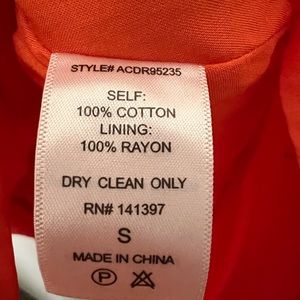 STYLE# ACDR95235
SELF:
100% COTTON
LINING:
100% RAYON
DRY CLEAN ONLY
RN# 141397
S
MADE IN CHINA
P